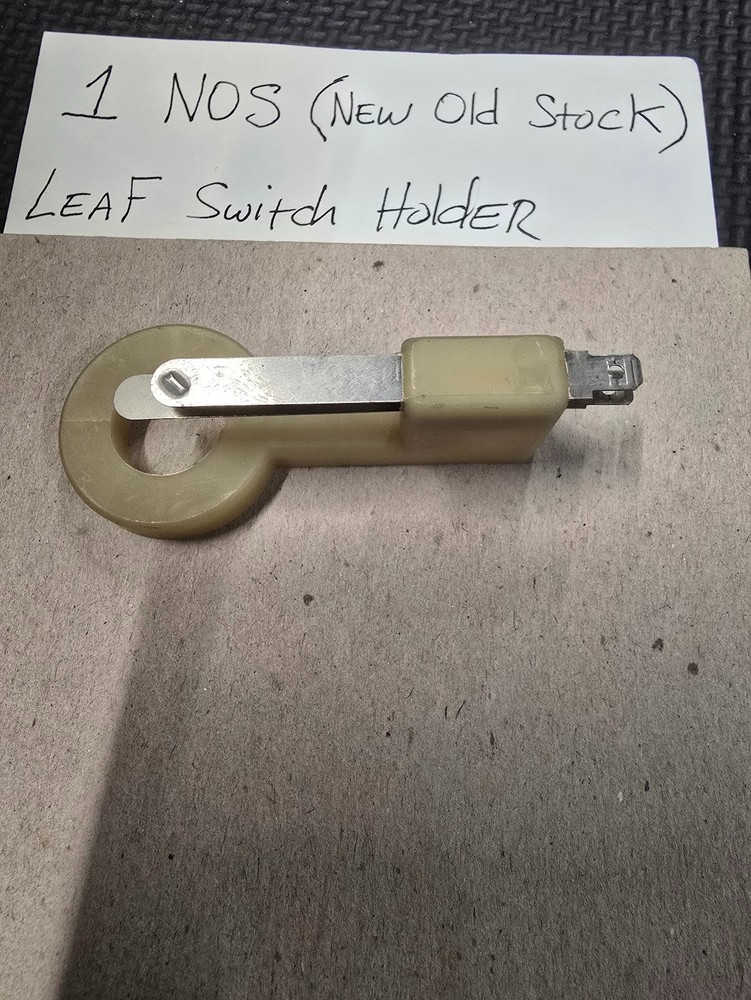 1 NOS (NEW Old Stock)
LEAF Switch HoldER